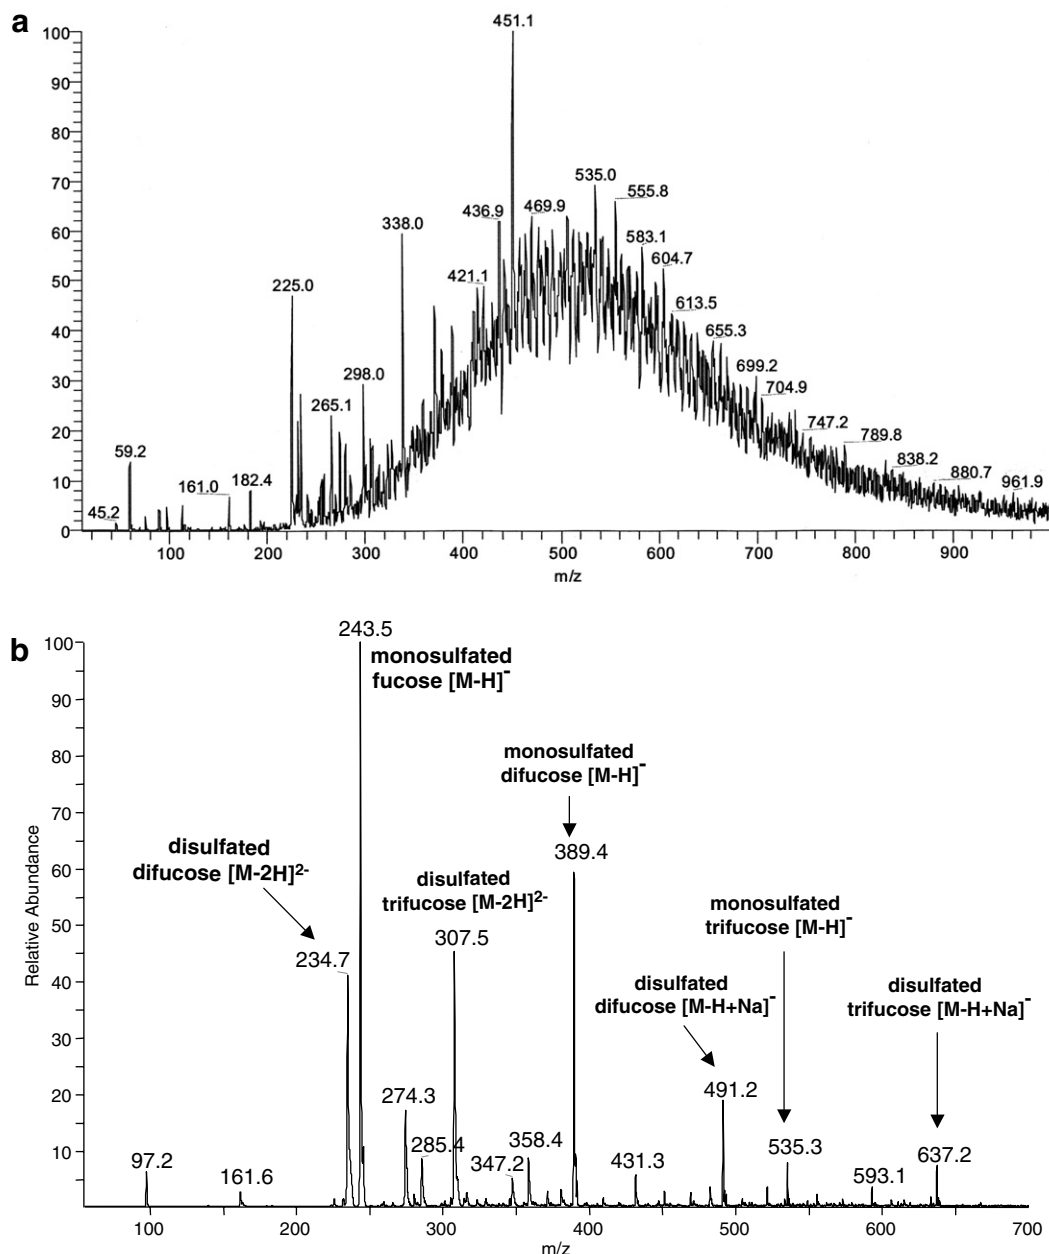 a
451.1
100
90
80
70
60
50
40
30
20
10
0
535.0
555.8
436.9
469.9
338.0
583.1
604.7
421.1
225.0
613.5
655.3
298.0
699.2
265.1
704.9
59.2
747.2
789.8
161.0
182.4
838.2
880.7
961.9
45.2
100 200 300 400 500 600 700 800 900
m/z
b
243.5
100
90
80
70
60
50
40
30
20
10
Relative Abundance
monosulfated
fucose [M-H]-
monosulfated
difucose [M-H]-
389.4
disulfated
difucose [M-2H]2-
234.7
disulfated
trifucose [M-2H]2-
307.5
monosulfated
trifucose [M-H]-
disulfated
difucose [M-H+Na]-
491.2
disulfated
trifucose [M-H+Na]-
274.3
285.4
358.4
535.3
97.2
161.6
347.2
431.3
593.1
637.2
100 200 300 400 500 600 700
m/z